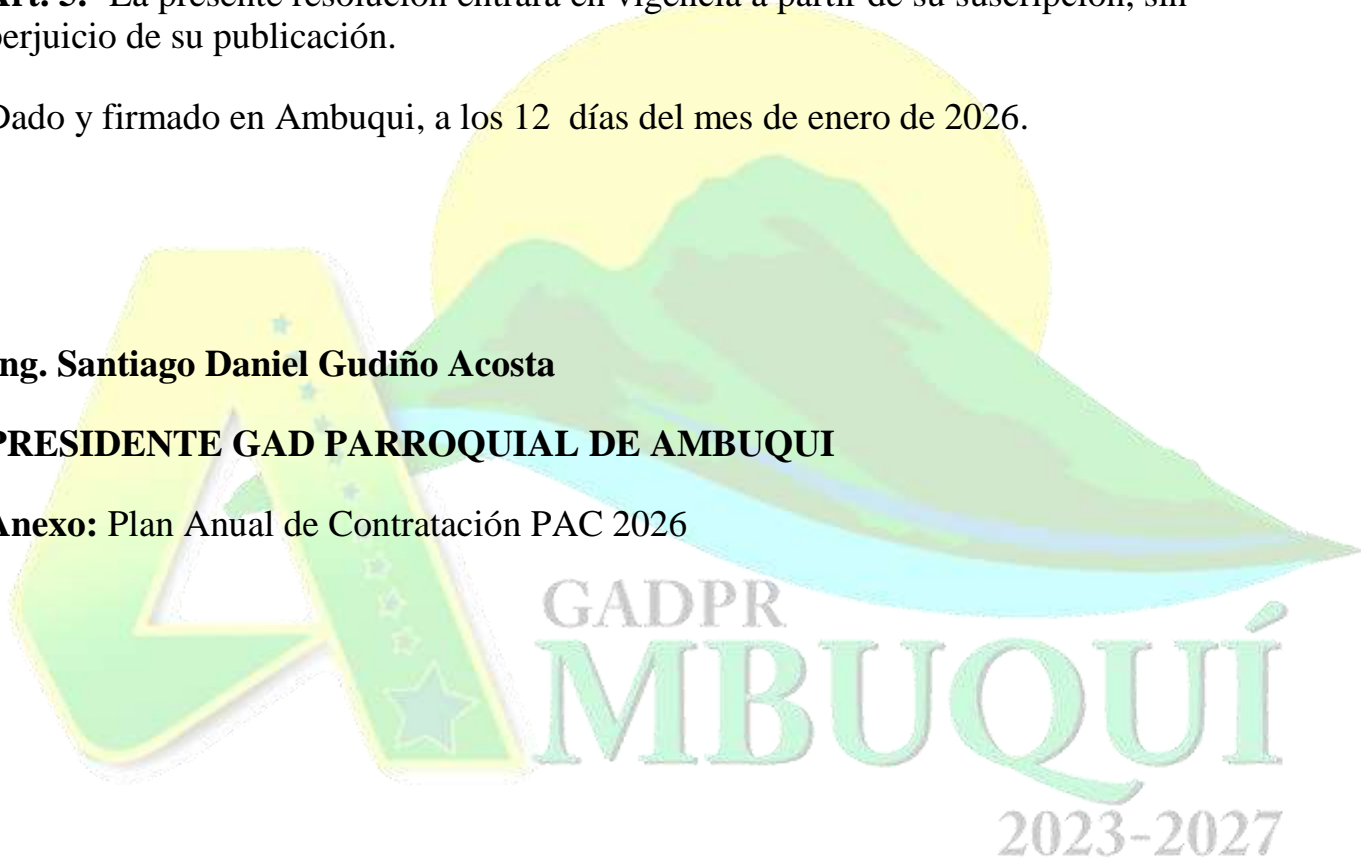 Art. 5. La presente resolución entrará en vigencia a partir de su suscripción, sin
perjuicio de su publicación.
Dado y firmado en Ambuqui, a los 12 días del mes de enero de 2026.
ng. Santiago Daniel Gudiño Acosta
PRESIDENTE GAD PARROQUIAL DE AMBUQUI
Anexo: Plan Anual de Contratación PAC 2026
GADPR
AMBUQUÍ
2023-2027